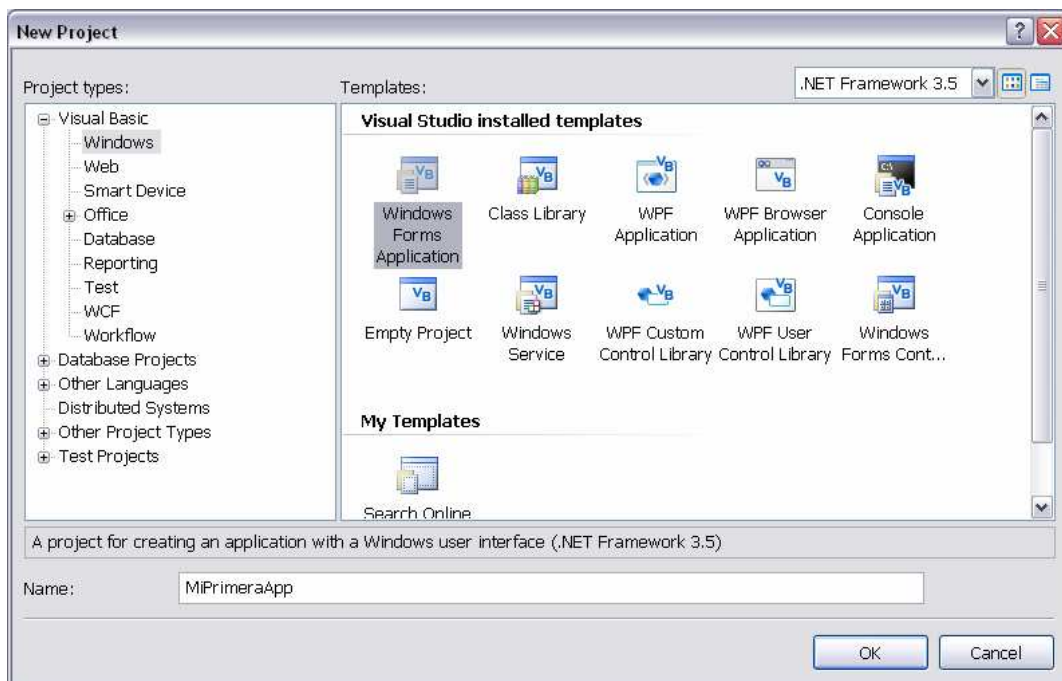 New Project
Project types:
Templates:
.NET Framework 3.5
Visual Basic
Windows
Web
Smart Device
Office
Database
Reporting
Test
WCF
Workflow
Database Projects
Other Languages
Distributed Systems
Other Project Types
Test Projects
Visual Studio installed templates
Windows
Forms
Application
Class Library
WPF
Application
WPF Browser
Application
Console
Application
Empty Project
Windows
Service
WPF Custom
Control Library
WPF User
Control Library
Windows
Forms Cont...
My Templates
Search Online
A project for creating an application with a Windows user interface (.NET Framework 3.5)
Name:
MiPrimeraApp
OK
Cancel